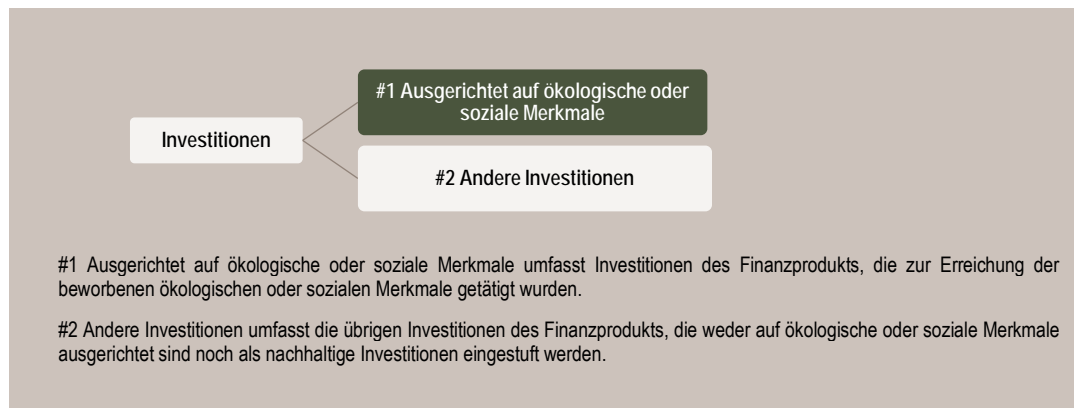 #1 Ausgerichtet auf ökologische oder
soziale Merkmale
Investitionen
#2 Andere Investitionen
#1 Ausgerichtet auf ökologische oder soziale Merkmale umfasst Investitionen des Finanzprodukts, die zur Erreichung der
beworbenen ökologischen oder sozialen Merkmale getätigt wurden.
#2 Andere Investitionen umfasst die übrigen Investitionen des Finanzprodukts, die weder auf ökologische oder soziale Merkmale
ausgerichtet sind noch als nachhaltige Investitionen eingestuft werden.